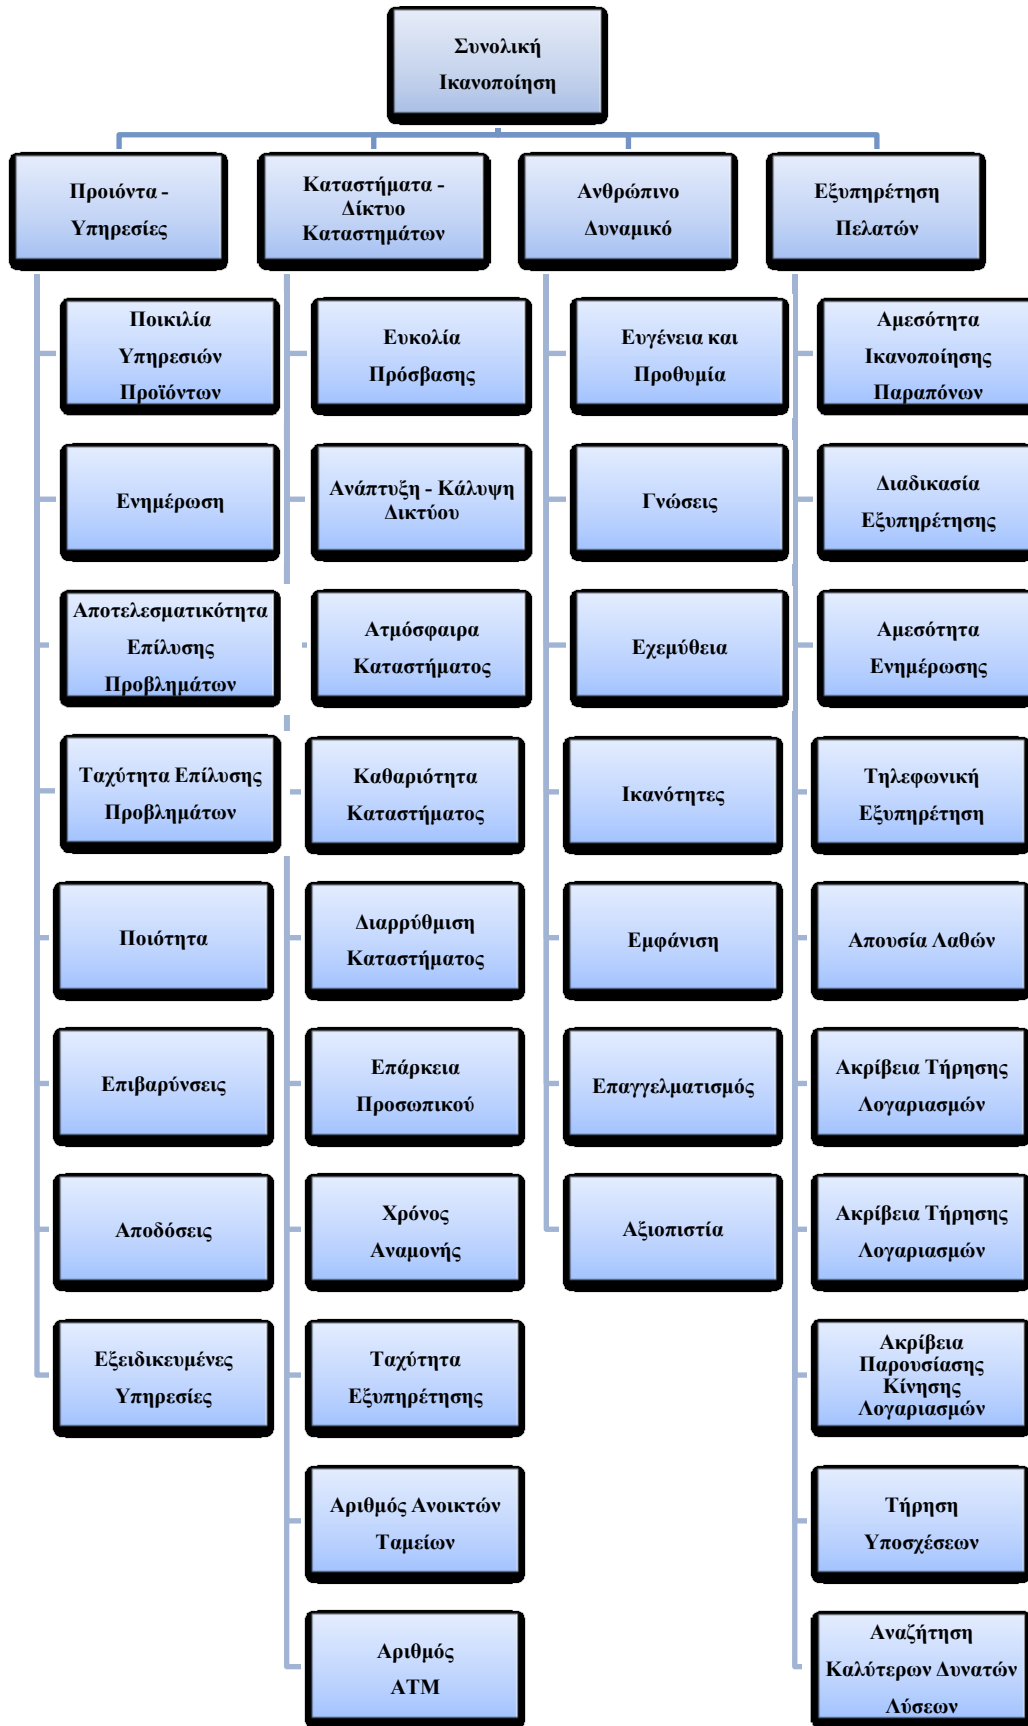 Συνολική
Ικανοποίηση
Προιόντα -
Υπηρεσίες
Καταστήματα -
Δίκτυο
Καταστημάτων
Ανθρώπινο
Δυναμικό
Εξυπηρέτηση
Πελατών
Ποικιλία
Υπηρεσιών
Προϊόντων
Ενημέρωση
Αποτελεσματικότητα
Επίλυσης
Προβλημάτων
Ταχύτητα Επίλυσης
Προβλημάτων
Ποιότητα
Επιβαρύνσεις
Αποδόσεις
Εξειδικευμένες
Υπηρεσίες
Ευκολία
Πρόσβασης
Ανάπτυξη - Κάλυψη
Δικτύου
Ατμόσφαιρα
Καταστήματος
Καθαριότητα
Καταστήματος
Διαρρύθμιση
Καταστήματος
Επάρκεια
Προσωπικού
Χρόνος
Αναμονής
Ταχύτητα
Εξυπηρέτησης
Αριθμός Ανοικτών
Ταμείων
Αριθμός
ΑΤΜ
Ευγένεια και
Προθυμία
Γνώσεις
Εχεμύθεια
Ικανότητες
Εμφάνιση
Επαγγελματισμός
Αξιοπιστία
Αμεσότητα
Ικανοποίησης
Παραπόνων
Διαδικασία
Εξυπηρέτησης
Αμεσότητα
Ενημέρωσης
Τηλεφωνική
Εξυπηρέτηση
Απουσία Λαθών
Ακρίβεια Τήρησης
Λογαριασμών
Ακρίβεια Τήρησης
Λογαριασμών
Ακρίβεια
Παρουσίασης
Κίνησης
Λογαριασμών
Τήρηση
Υποσχέσεων
Αναζήτηση
Καλύτερων Δυνατών
Λύσεων